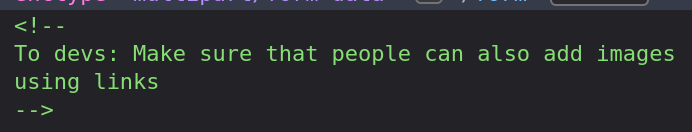 <!--
To devs: Make sure that people can also add images
using links
-->